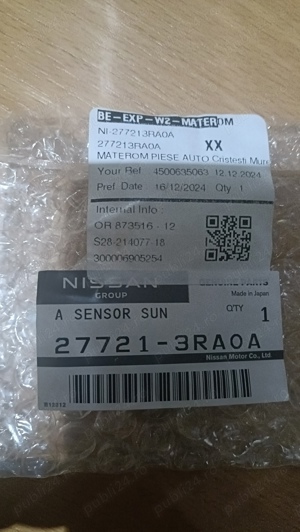 BE-EXP-W2-MATEROM
NI-277213RA0A
277213RA0A XX
MATEROM PIESE AUTO Cristesti Mure
Your Ref 4500635063 12.12.2024
Pref Date 16/12/2024 Qty 1
Internal Info :
OR 873516 - 12
S28-214077-18
300006905254
NISSAN
GROUP
GENUINE PARTS
Made in Japan
A SENSOR SUN
Q'TY 1
27721-3RA0A
Nissan Motor Co., Ltd